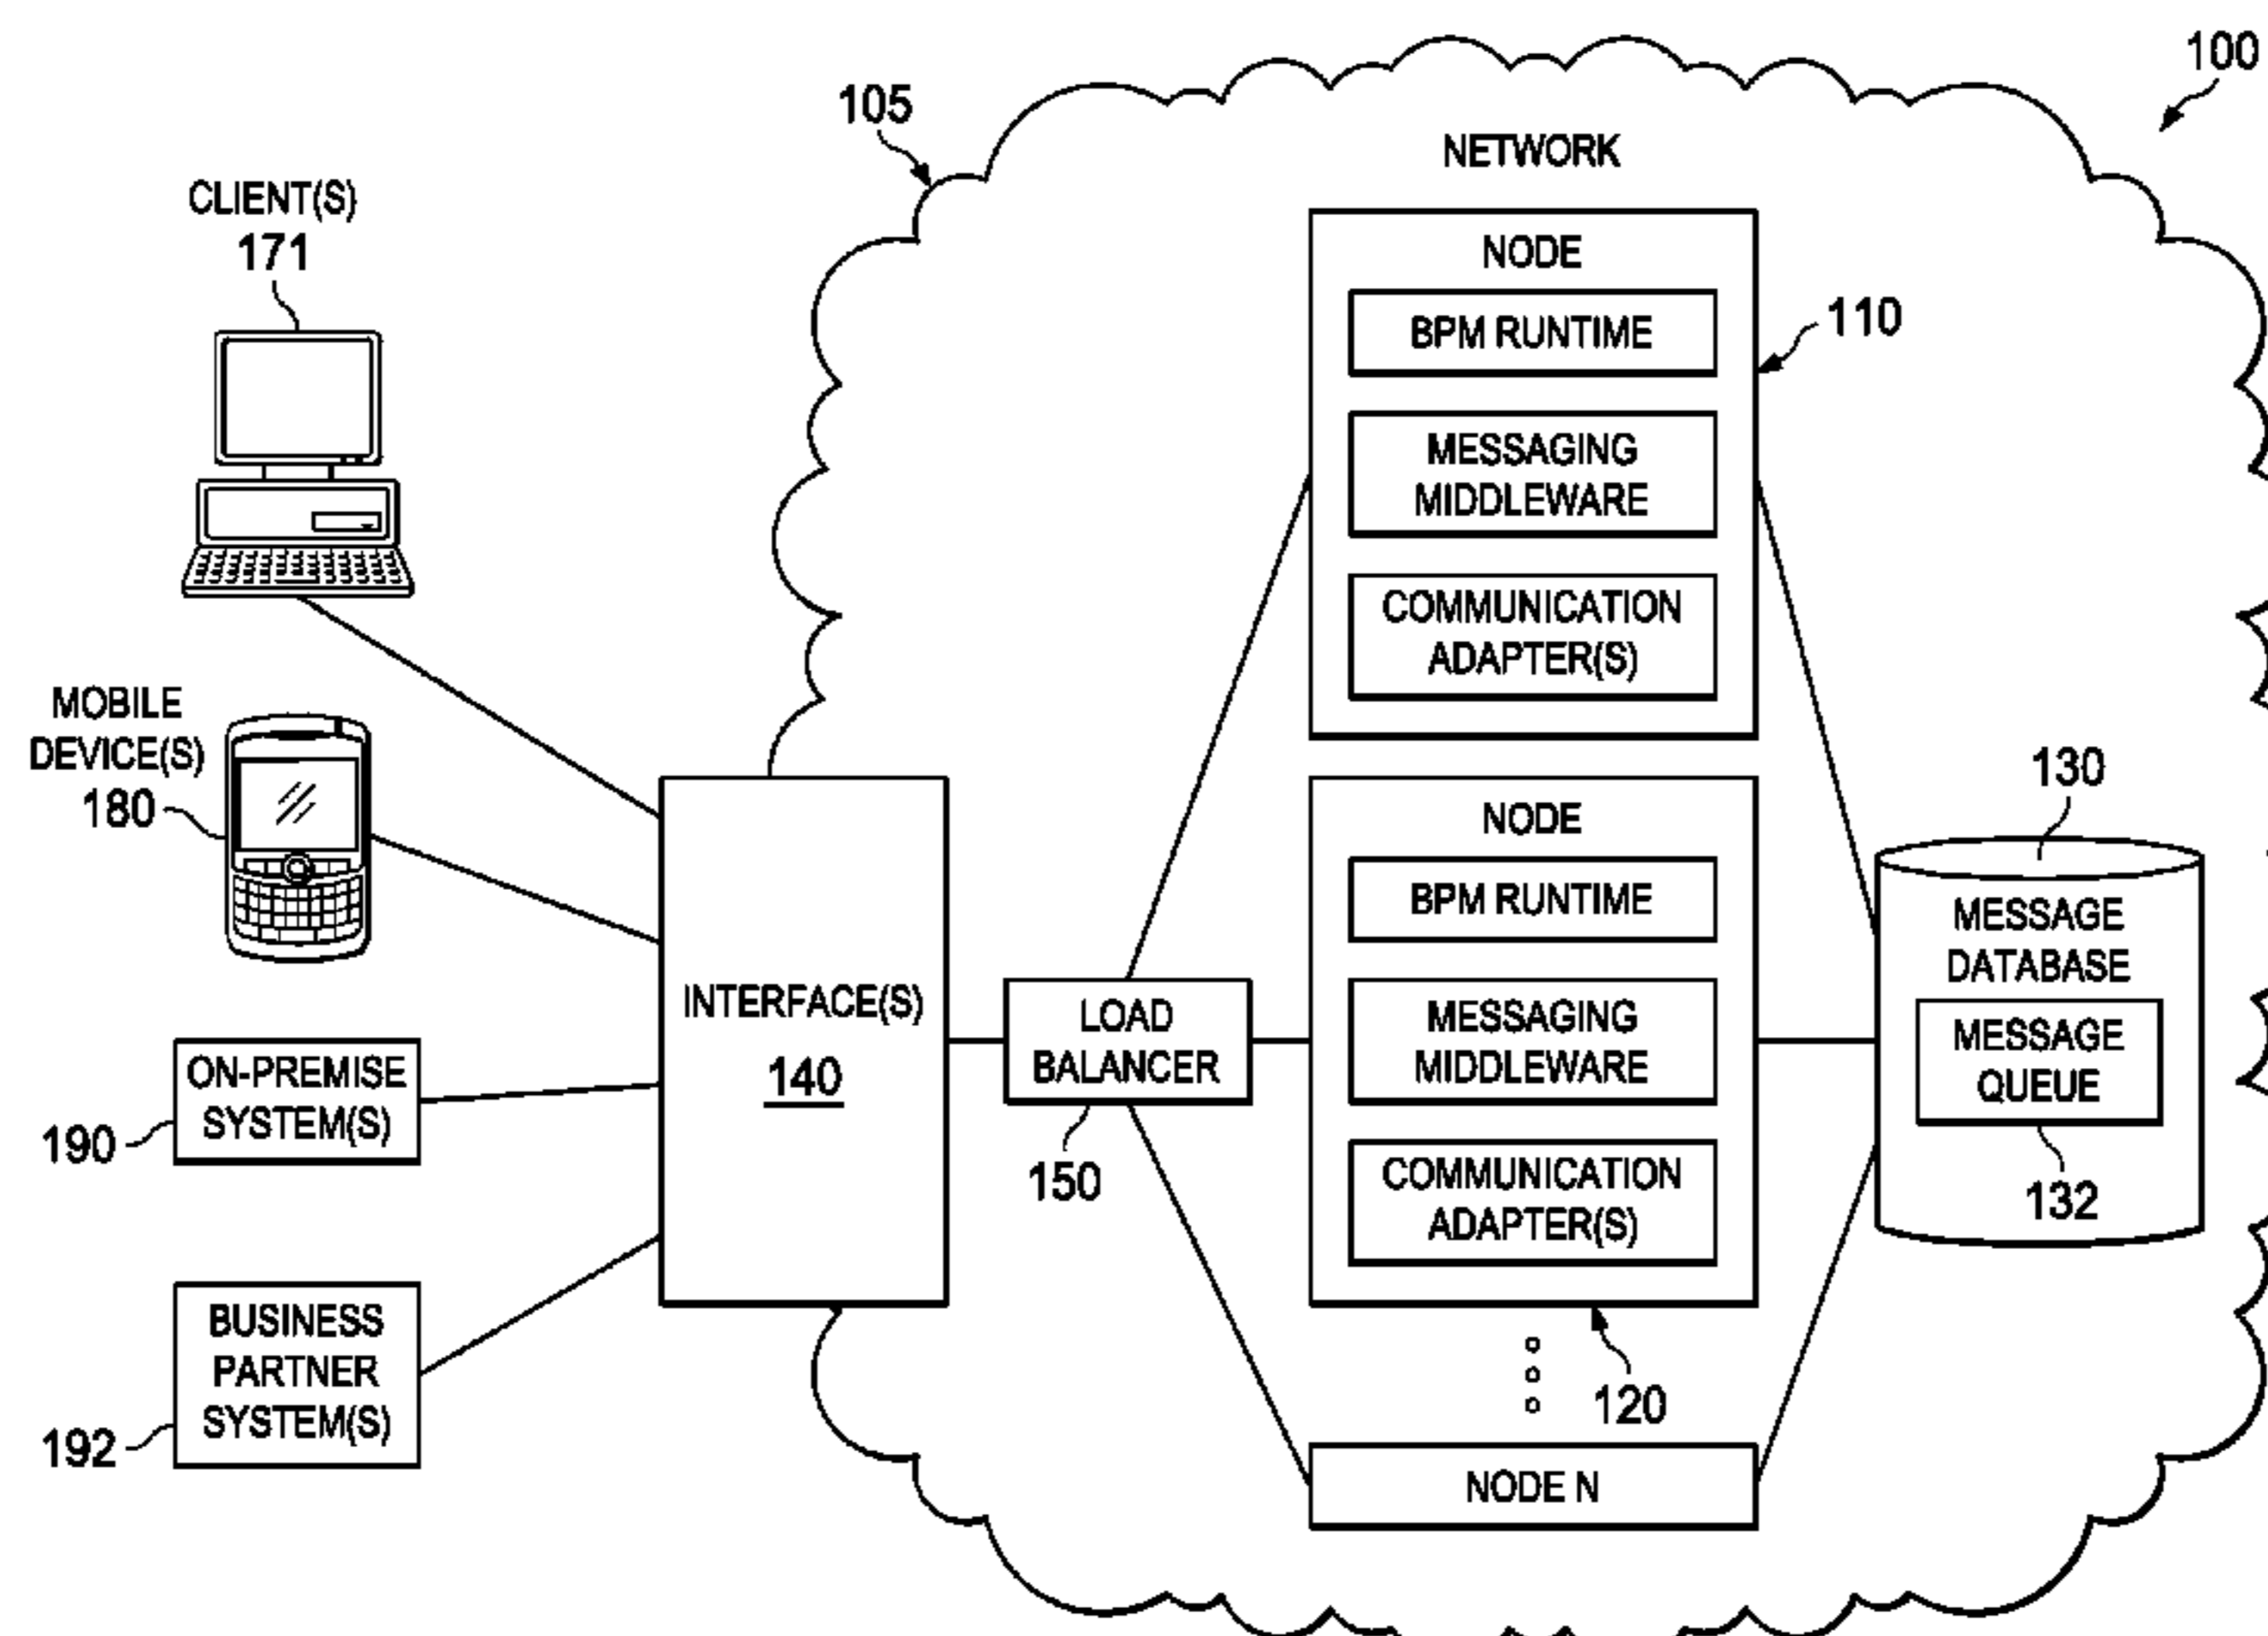 100
105
NETWORK
CLIENT(S)
171
NODE
BPM RUNTIME
110
MESSAGING
MIDDLEWARE
COMMUNICATION
ADAPTER(S)
MOBILE
DEVICE(S)
180
INTERFACE(S)
140
LOAD
BALANCER
150
NODE
BPM RUNTIME
MESSAGING
MIDDLEWARE
COMMUNICATION
ADAPTER(S)
120
130
MESSAGE
DATABASE
MESSAGE
QUEUE
132
ON-PREMISE
SYSTEM(S)
190
BUSINESS
PARTNER
SYSTEM(S)
192
NODE N